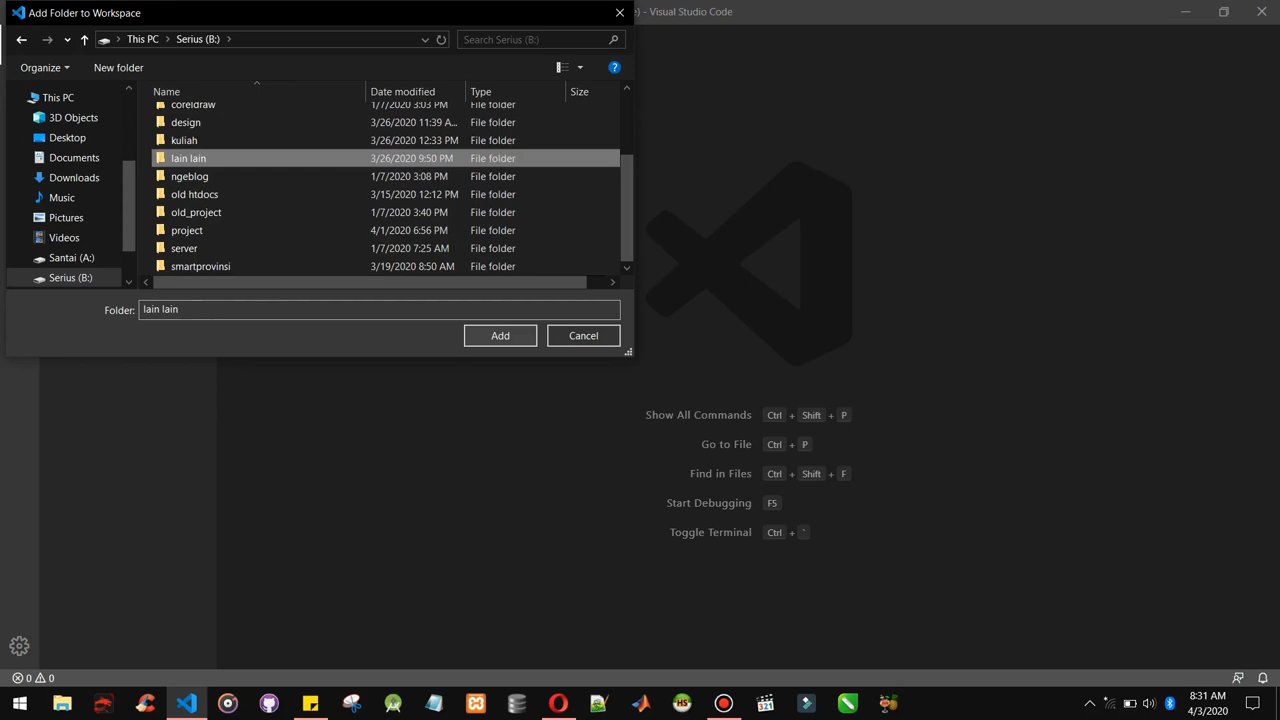 Add Folder to Workspace
) - Visual Studio Code
This PC > Serius (B:) >
Search Serius (B:)
Organize
New folder
Name Date modified Type Size
This PC
3D Objects
Desktop
Documents
Downloads
Music
Pictures
Videos
Santai (A:)
Serius (B:)
coreldraw 1/7/2020 3:03 PM File folder
design 3/26/2020 11:39 A... File folder
kuliah 3/26/2020 12:33 PM File folder
lain lain 3/26/2020 9:50 PM File folder
ngeblog 1/7/2020 3:08 PM File folder
old htdocs 3/15/2020 12:12 PM File folder
old_project 1/7/2020 3:40 PM File folder
project 4/1/2020 6:56 PM File folder
server 1/7/2020 7:25 AM File folder
smartprovinsi 3/19/2020 8:50 AM File folder
Folder: lain lain
Add Cancel
Show All Commands Ctrl + Shift + P
Go to File Ctrl + P
Find in Files Ctrl + Shift + F
Start Debugging F5
Toggle Terminal Ctrl + `
0 0
8:31 AM
4/3/2020